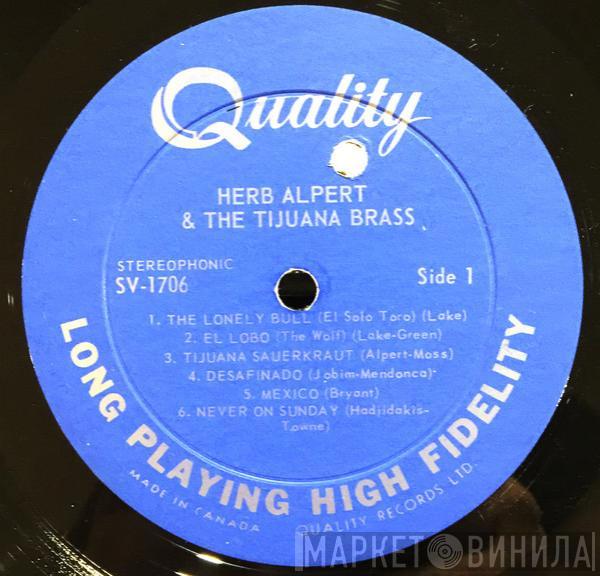 Quality
HERB ALPERT
& THE TIJUANA BRASS
STEREOPHONIC
SV-1706
Side 1
1. THE LONELY BULL (El Solo Toro) (Lake)
2. EL LOBO (The Wolf) (Lake-Green)
3. TIJUANA SAUERKRAUT (Alpert-Moss)
4. DESAFINADO (Jobim-Mendonca)
5. MEXICO (Bryant)
6. NEVER ON SUNDAY (Hadjidakis-
Towne)
LONG PLAYING HIGH FIDELITY
MADE IN CANADA
QUALITY RECORDS LTD.
МАРКЕТ ВИНИЛА